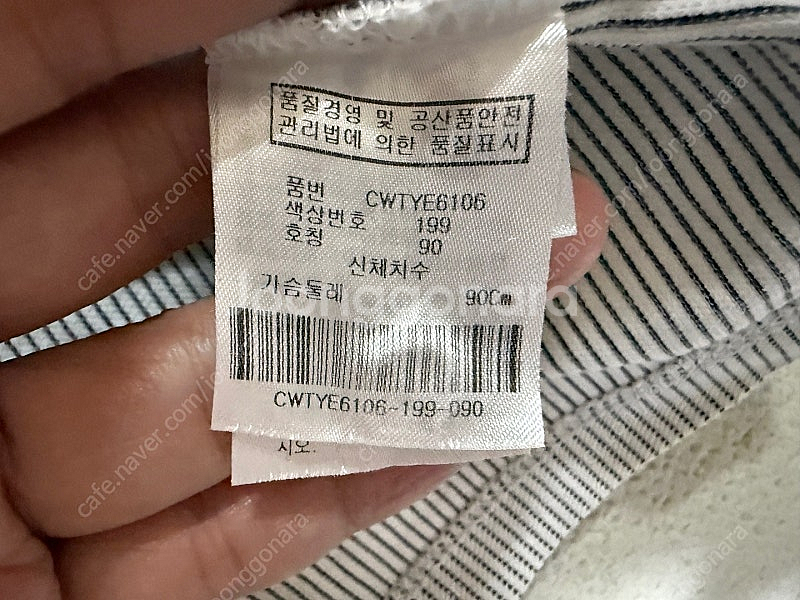 품질경영 및 공산품안전
관리법에 의한 품질표시
품번 CWTYE6106
색상번호 199
호칭 90
신체치수
가슴둘레 90Cm
CWTYE6106-199-090
시오.
joonggonara
cafe.naver.com/joonggonara